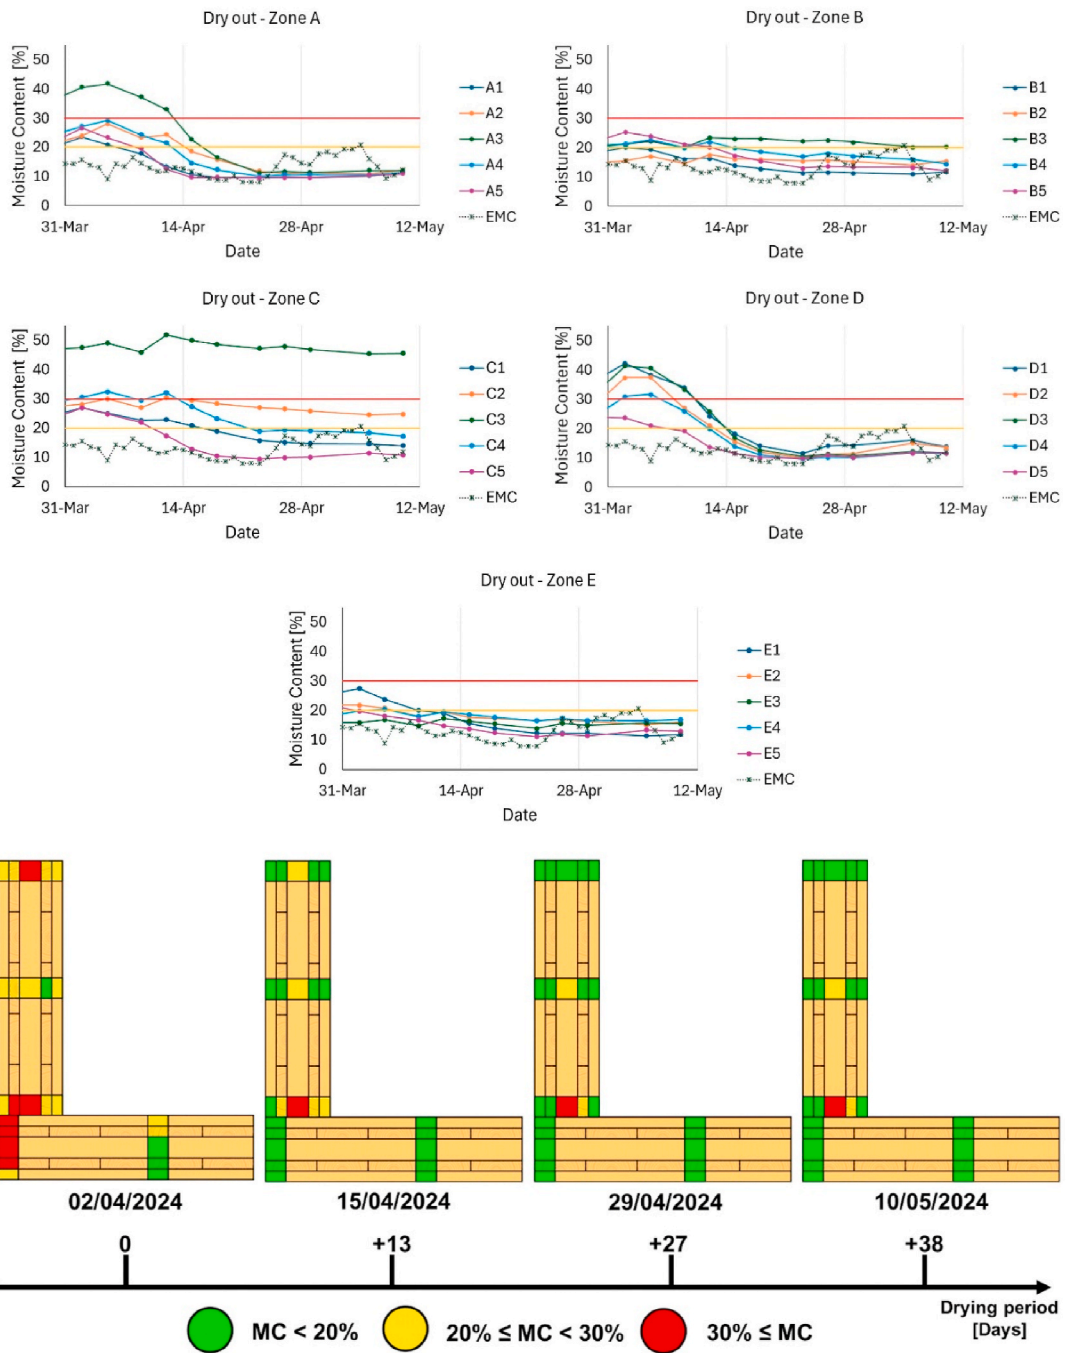 Dry out - Zone A
Moisture Content [%]
50
40
30
20
10
0
31-Mar 14-Apr 28-Apr 12-May
Date
A1
A2
A3
A4
A5
EMC
Dry out - Zone B
Moisture Content [%]
50
40
30
20
10
0
31-Mar 14-Apr 28-Apr 12-May
Date
B1
B2
B3
B4
B5
EMC
Dry out - Zone C
Moisture Content [%]
50
40
30
20
10
0
31-Mar 14-Apr 28-Apr 12-May
Date
C1
C2
C3
C4
C5
EMC
Dry out - Zone D
Moisture Content [%]
50
40
30
20
10
0
31-Mar 14-Apr 28-Apr 12-May
Date
D1
D2
D3
D4
D5
EMC
Dry out - Zone E
Moisture Content [%]
50
40
30
20
10
0
31-Mar 14-Apr 28-Apr 12-May
Date
E1
E2
E3
E4
E5
EMC
02/04/2024 15/04/2024 29/04/2024 10/05/2024
0 +13 +27 +38
Drying period
[Days]
MC < 20% 20% ≤ MC < 30% 30% ≤ MC